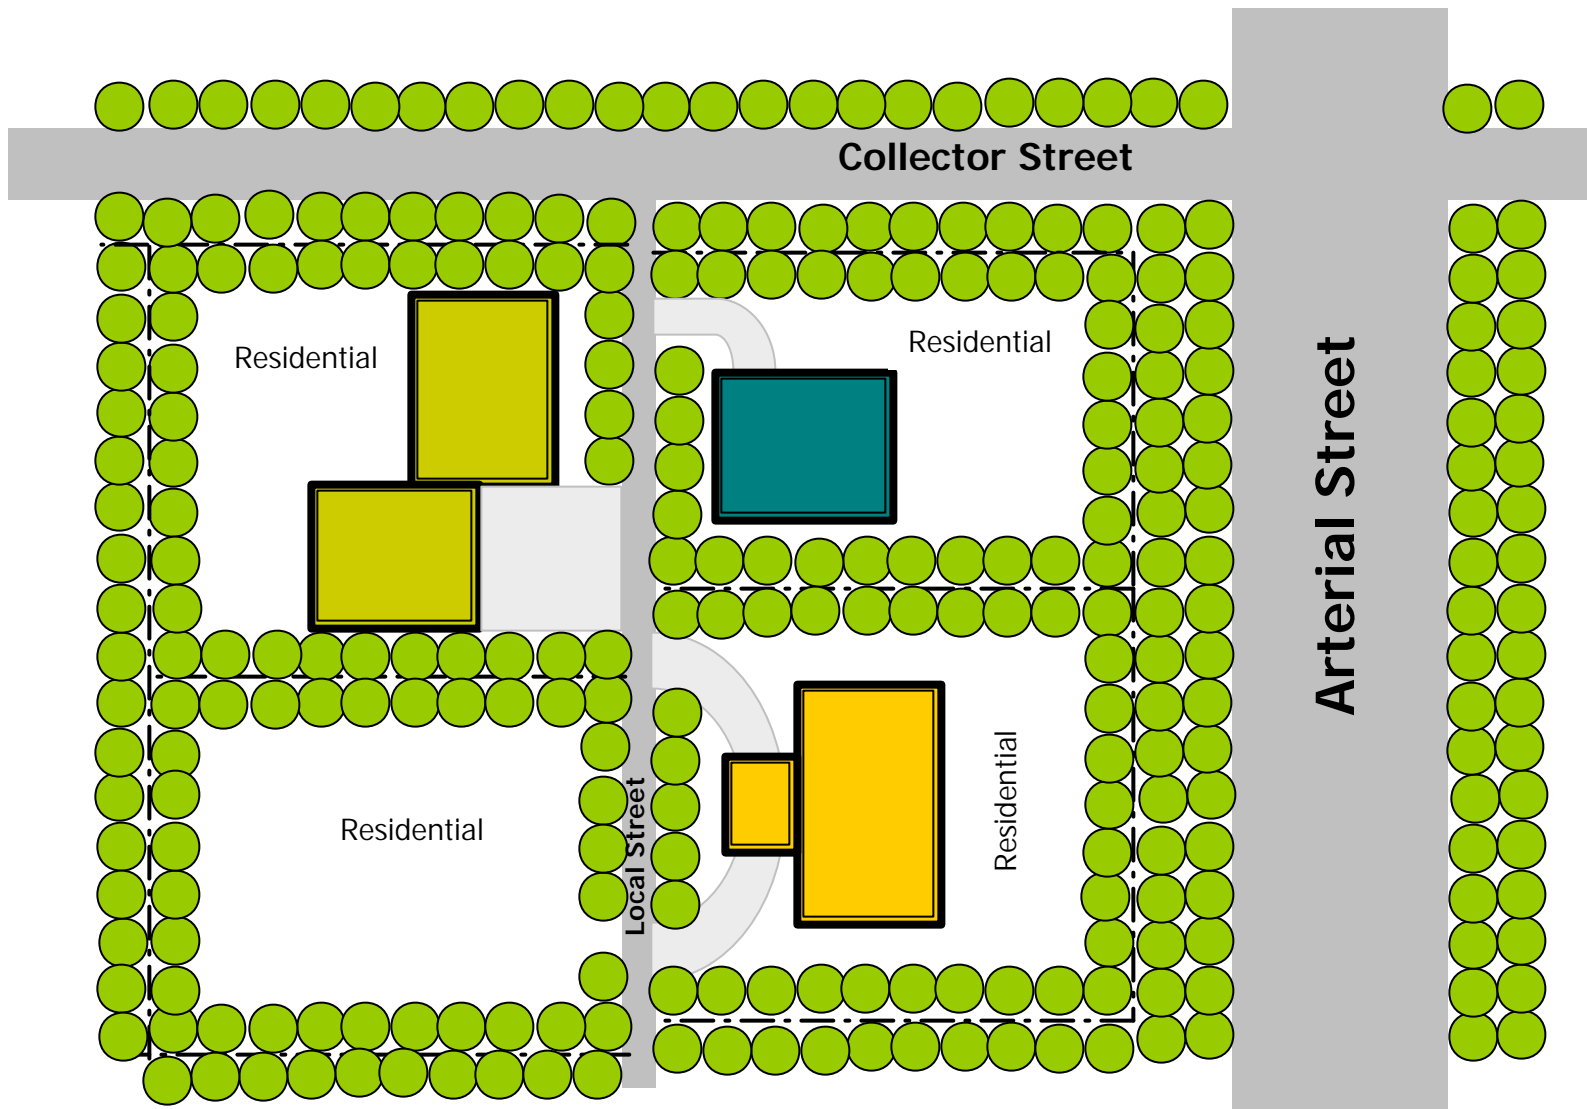 Collector Street
Residential
Residential
Arterial Street
Residential
Residential
Local Street